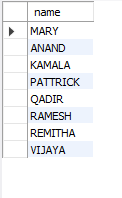 name
MARY
ANAND
KAMALA
PATTRICK
QADIR
RAMESH
REMITHA
VIJAYA